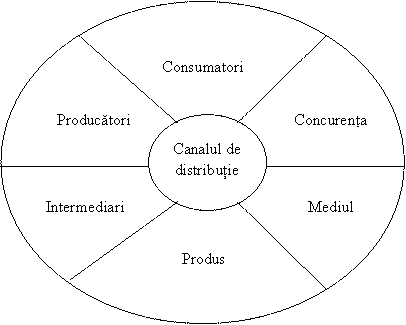 Consumatori
Producători
Concurența
Canalul de
distribuție
Intermediari
Mediul
Produs